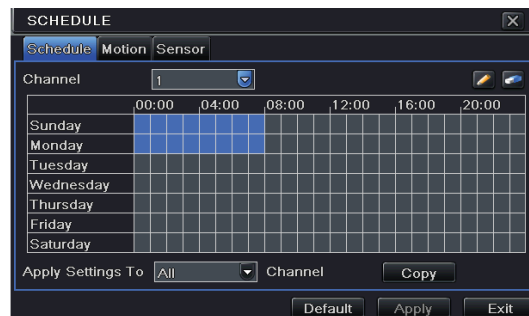 SCHEDULE
Schedule Motion Sensor
Channel 1
00:00 04:00 08:00 12:00 16:00 20:00
Sunday
Monday
Tuesday
Wednesday
Thursday
Friday
Saturday
Apply Settings To All Channel Copy
Default Apply Exit